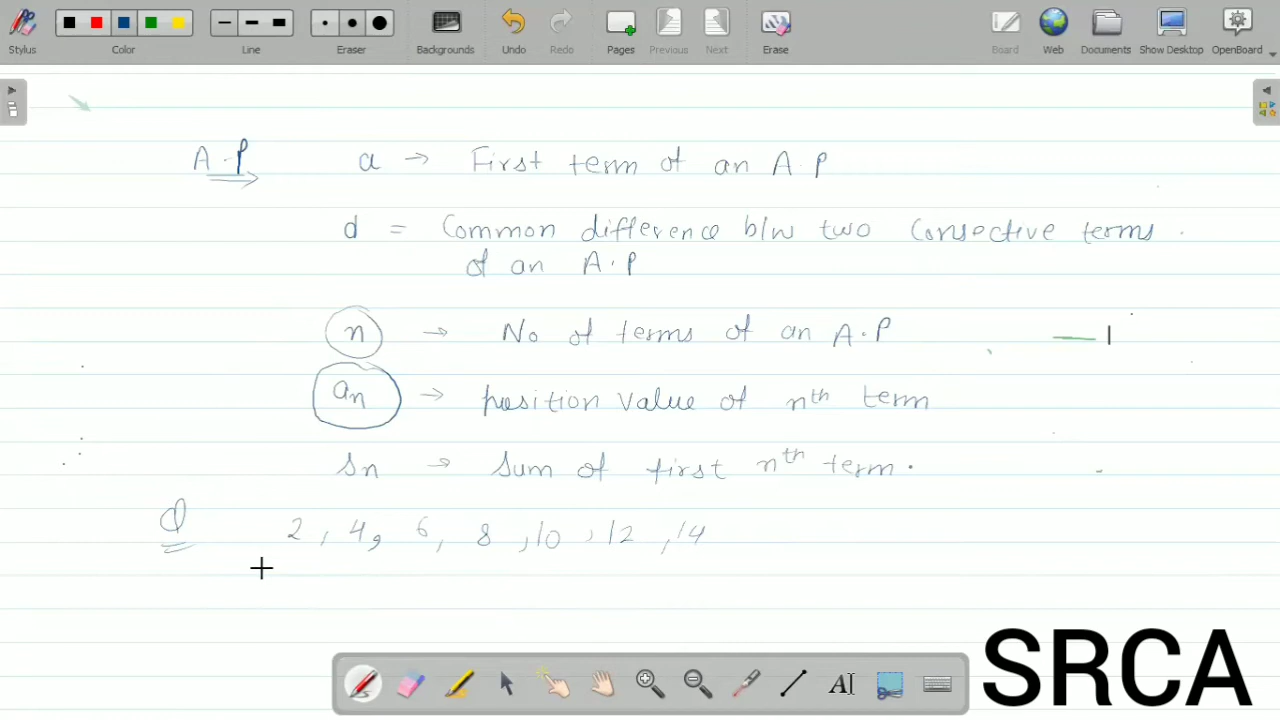 Stylus Color Line Eraser Backgrounds Undo Redo Pages Previous Next Erase Board Web Documents Show Desktop OpenBoard
A.P a → First term of an A.P
d = Common difference b/w two Consective terms.
of an A.P
n → No of terms of an A.P — 1
an → position value of nth term
Sn → Sum of first nth term.
Q 2, 4, 6, 8, 10, 12, 14
SRCA